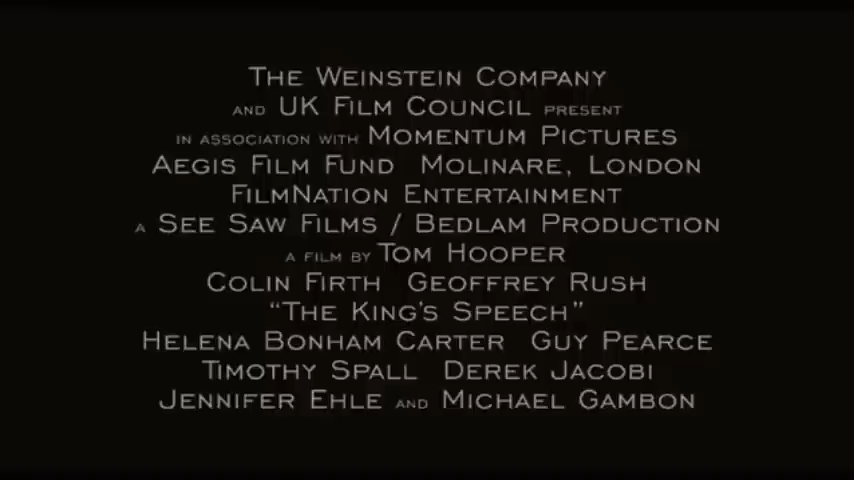 The Weinstein Company
and UK Film Council present
in association with Momentum Pictures
Aegis Film Fund Molinare, London
FilmNation Entertainment
a See Saw Films / Bedlam Production
a film by Tom Hooper
Colin Firth Geoffrey Rush
“The King’s Speech”
Helena Bonham Carter Guy Pearce
Timothy Spall Derek Jacobi
Jennifer Ehle and Michael Gambon